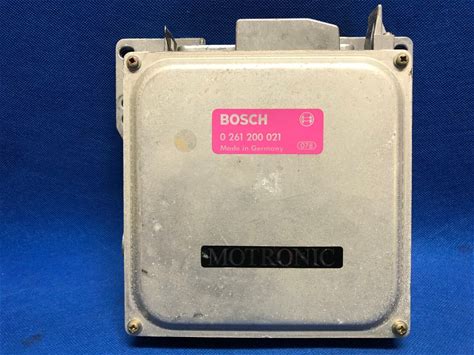 BOSCH
0 261 200 021
Made in Germany 078
MOTRONIC